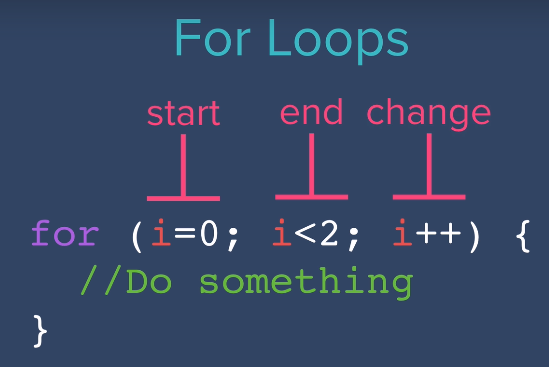 For Loops
start end change
for (i=0; i<2; i++) {
//Do something
}